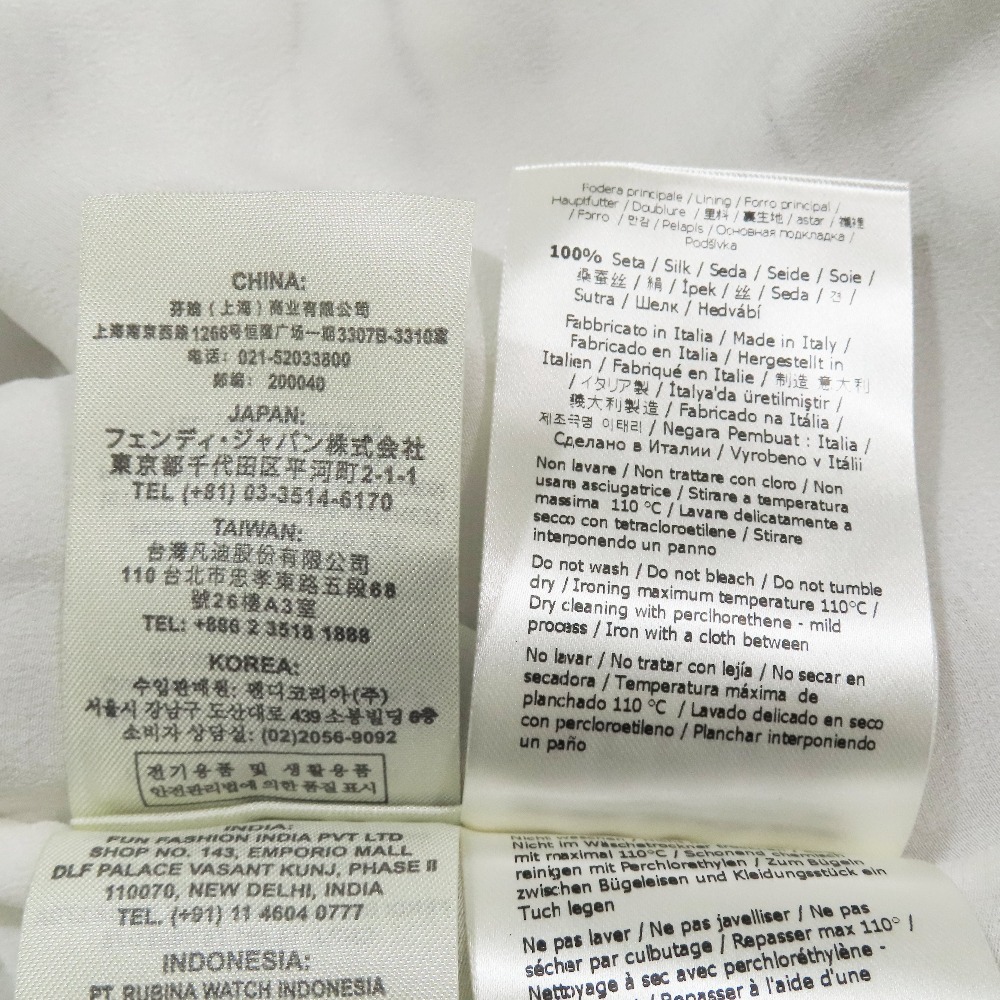 CHINA:
芬迪（上海）商业有限公司
上海南京西路1266号恒隆广场一期3307B-3310室
电话: 021-52033800
邮编: 200040
JAPAN:
フェンディ・ジャパン株式会社
東京都千代田区平河町2-1-1
TEL (+81) 03-3514-6170
TAIWAN:
台灣凡迪股份有限公司
110 台北市忠孝東路五段68
號26樓A3室
TEL: +886 2 3518 1888
KOREA:
수입판매원: 펜디코리아(주)
서울시 강남구 도산대로 439 소봉빌딩 6층
소비자 상담실: (02)2056-9092
전기용품 및 생활용품
안전관리법에 의한 품질 표시
INDIA:
FUN FASHION INDIA PVT LTD
SHOP NO. 143, EMPORIO MALL
DLF PALACE VASANT KUNJ, PHASE II
110070, NEW DELHI, INDIA
TEL. (+91) 11 4604 0777
INDONESIA:
PT. RUBINA WATCH INDONESIA
Fodera principale / Lining / Forro principal /
Hauptfutter / Doublure / 里料 / 裏生地 / astar / 襯裡
/ Forro / 안감 / Pelapis / Основная подкладка /
Podšívka
100% Seta / Silk / Seda / Seide / Soie /
桑蚕丝 / 絹 / İpek / 丝 / Seda / 견 /
Sutra / Шелк / Hedvábí
Fabbricato in Italia / Made in Italy /
Fabricado en Italia / Hergestellt in
Italien / Fabriqué en Italie / 制造 意大利
/ イタリア製 / İtalya'da üretilmiştir /
義大利製造 / Fabricado na Itália /
제조국명 이태리 / Negara Pembuat : Italia /
Сделано в Италии / Vyrobeno v Itálii
Non lavare / Non trattare con cloro / Non
usare asciugatrice / Stirare a temperatura
massima 110 °C / Lavare delicatamente a
secco con tetracloroetilene / Stirare
interponendo un panno
Do not wash / Do not bleach / Do not tumble
dry / Ironing maximum temperature 110°C /
Dry cleaning with perclhorethene - mild
process / Iron with a cloth between
No lavar / No tratar con lejía / No secar en
secadora / Temperatura máxima de
planchado 110 °C / Lavado delicado en seco
con percloroetileno / Planchar interponiendo
un paño
Nicht waschen /
Nicht im Wäschetrockner
mit maximal 110°C / Schonend
reinigen mit Perchlorathylen / Zum Bügeln
zwischen Bügeleisen und Kleidungsstück ein
Tuch legen
Ne pas laver / Ne pas javelliser / Ne pas
sécher par culbutage / Repasser max 110° /
Nettoyage à sec avec perchloréthylène -
/ Repasser à l'aide d'une